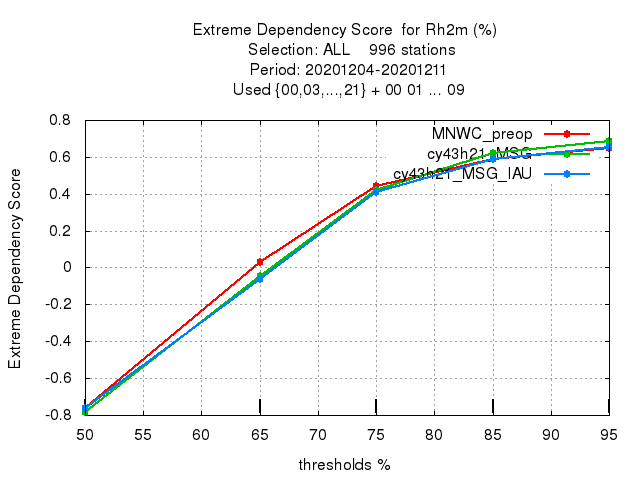 Extreme Dependency Score  for Rh2m (%)
Selection: ALL    996 stations
Period: 20201204-20201211
Used {00,03,...,21} + 00 01 ... 09
Extreme Dependency Score
0.8
0.6
0.4
0.2
0
-0.2
-0.4
-0.6
-0.8
MNWC_preop
cy43h21_MSG
cy43h21_MSG_IAU
50 55 60 65 70 75 80 85 90 95
thresholds %